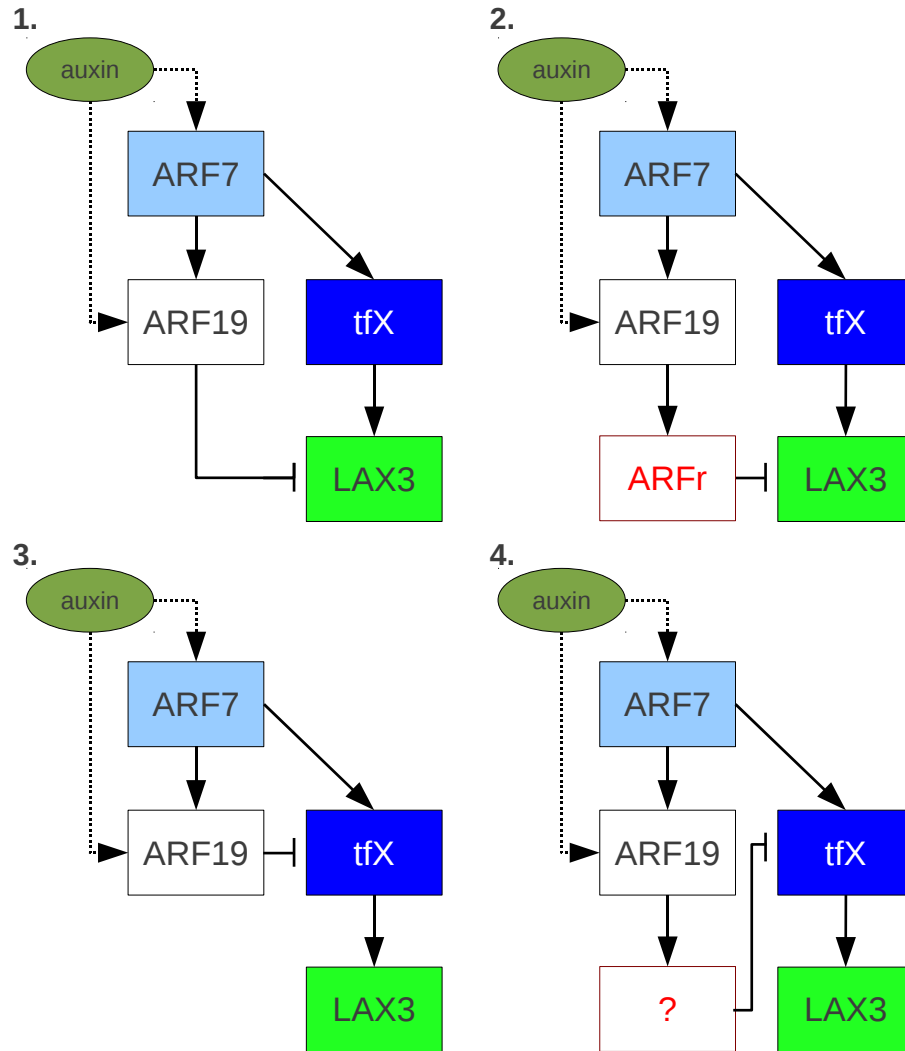 1.
auxin
ARF7
ARF19
tfX
LAX3
2.
auxin
ARF7
ARF19
tfX
ARFr
LAX3
3.
auxin
ARF7
ARF19
tfX
LAX3
4.
auxin
ARF7
ARF19
tfX
?
LAX3